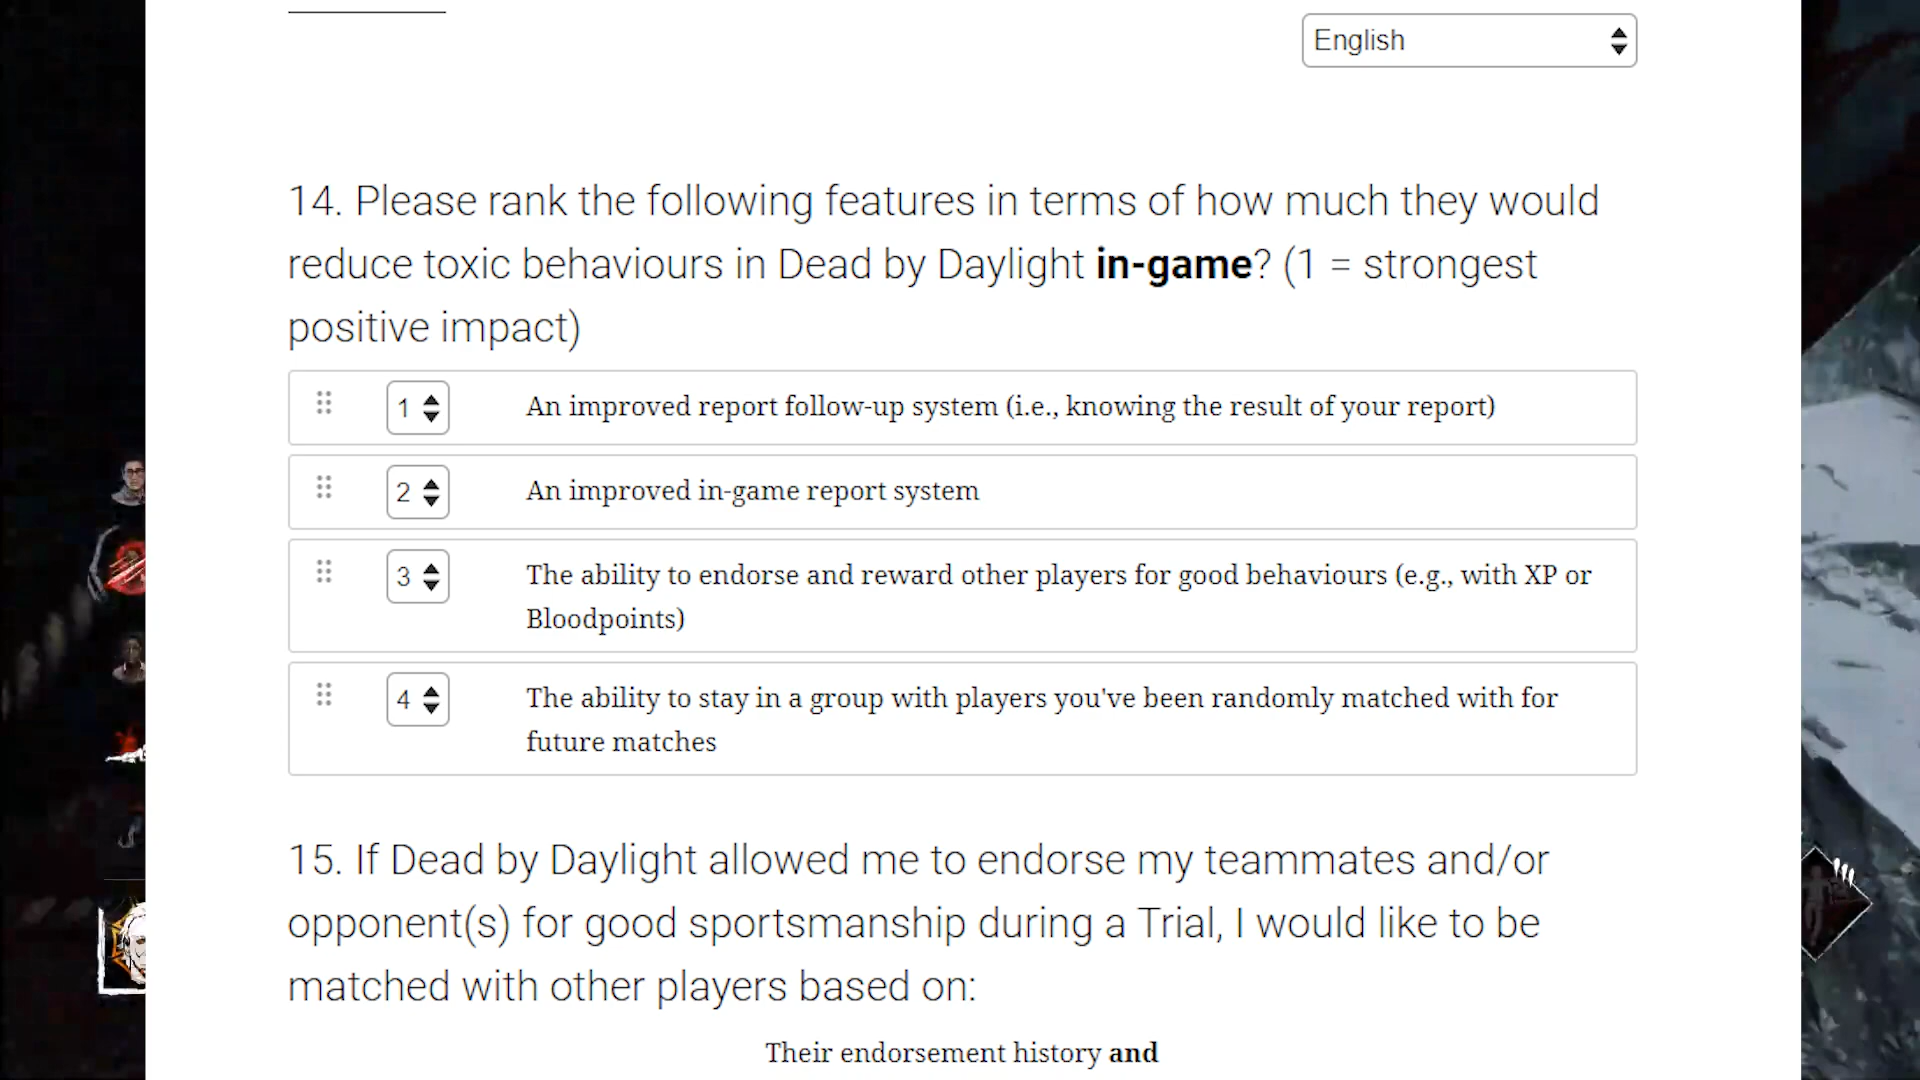 English
14. Please rank the following features in terms of how much they would
reduce toxic behaviours in Dead by Daylight in-game? (1 = strongest
positive impact)
1 An improved report follow-up system (i.e., knowing the result of your report)
2 An improved in-game report system
3 The ability to endorse and reward other players for good behaviours (e.g., with XP or
Bloodpoints)
4 The ability to stay in a group with players you've been randomly matched with for
future matches
15. If Dead by Daylight allowed me to endorse my teammates and/or
opponent(s) for good sportsmanship during a Trial, I would like to be
matched with other players based on:
Their endorsement history and